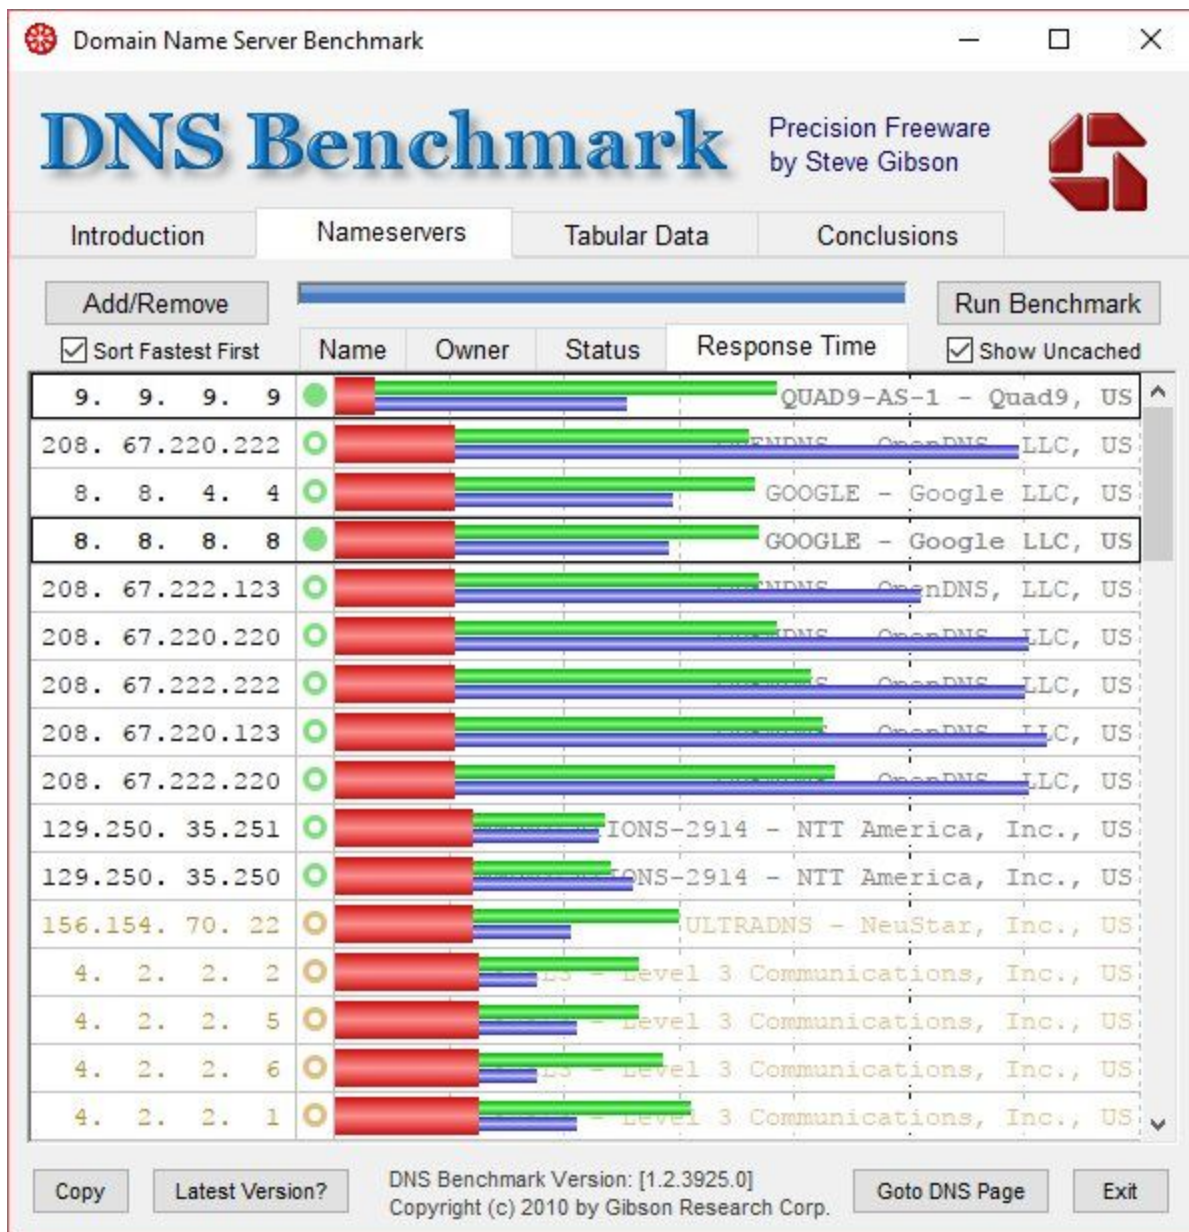 Domain Name Server Benchmark
DNS Benchmark
Precision Freeware
by Steve Gibson
Introduction
Nameservers
Tabular Data
Conclusions
Add/Remove
Run Benchmark
Sort Fastest First
Name
Owner
Status
Response Time
Show Uncached
9. 9. 9. 9 QUAD9-AS-1 - Quad9, US
208. 67.220.222 OpenDNS, LLC, US
8. 8. 4. 4 GOOGLE - Google LLC, US
8. 8. 8. 8 GOOGLE - Google LLC, US
208. 67.222.123 OpenDNS, LLC, US
208. 67.220.220 OpenDNS, LLC, US
208. 67.222.222 OpenDNS, LLC, US
208. 67.220.123 OpenDNS, LLC, US
208. 67.222.220 OpenDNS, LLC, US
129.250. 35.251 IONS-2914 - NTT America, Inc., US
129.250. 35.250 IONS-2914 - NTT America, Inc., US
156.154. 70. 22 ULTRADNS - NeuStar, Inc., US
4. 2. 2. 2 - Level 3 Communications, Inc., US
4. 2. 2. 5 - Level 3 Communications, Inc., US
4. 2. 2. 6 - Level 3 Communications, Inc., US
4. 2. 2. 1 - Level 3 Communications, Inc., US
Copy
Latest Version?
DNS Benchmark Version: [1.2.3925.0]
Copyright (c) 2010 by Gibson Research Corp.
Goto DNS Page
Exit